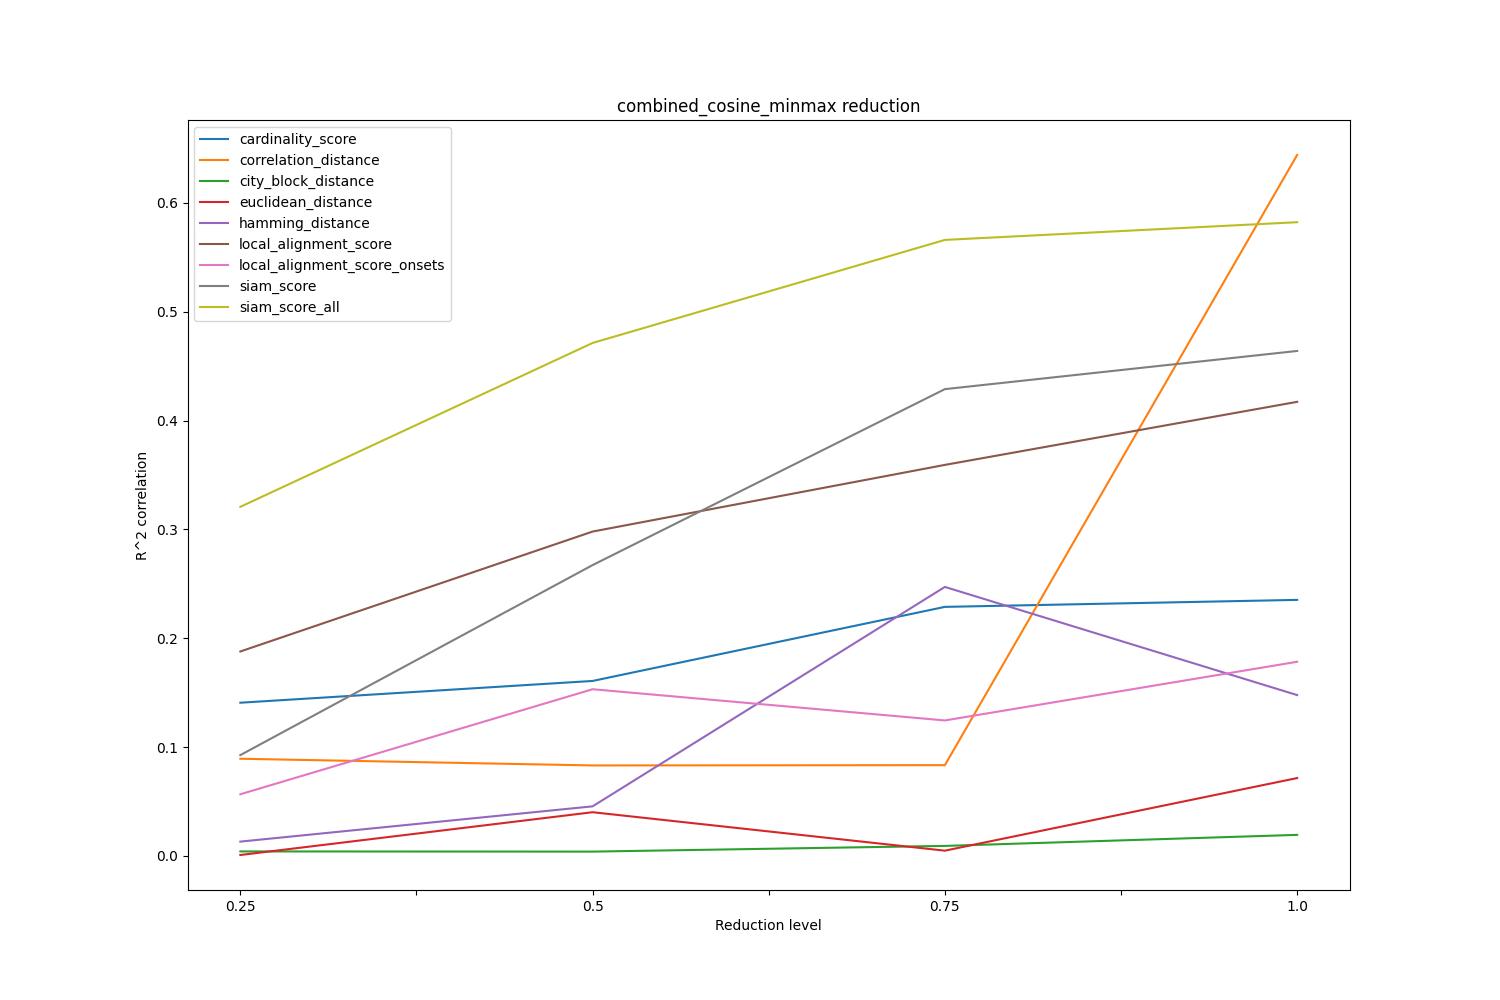 combined_cosine_minmax reduction
cardinality_score
correlation_distance
city_block_distance
euclidean_distance
hamming_distance
local_alignment_score
local_alignment_score_onsets
siam_score
siam_score_all
R^2 correlation
0.6
0.5
0.4
0.3
0.2
0.1
0.0
0.25 0.5 0.75 1.0
Reduction level